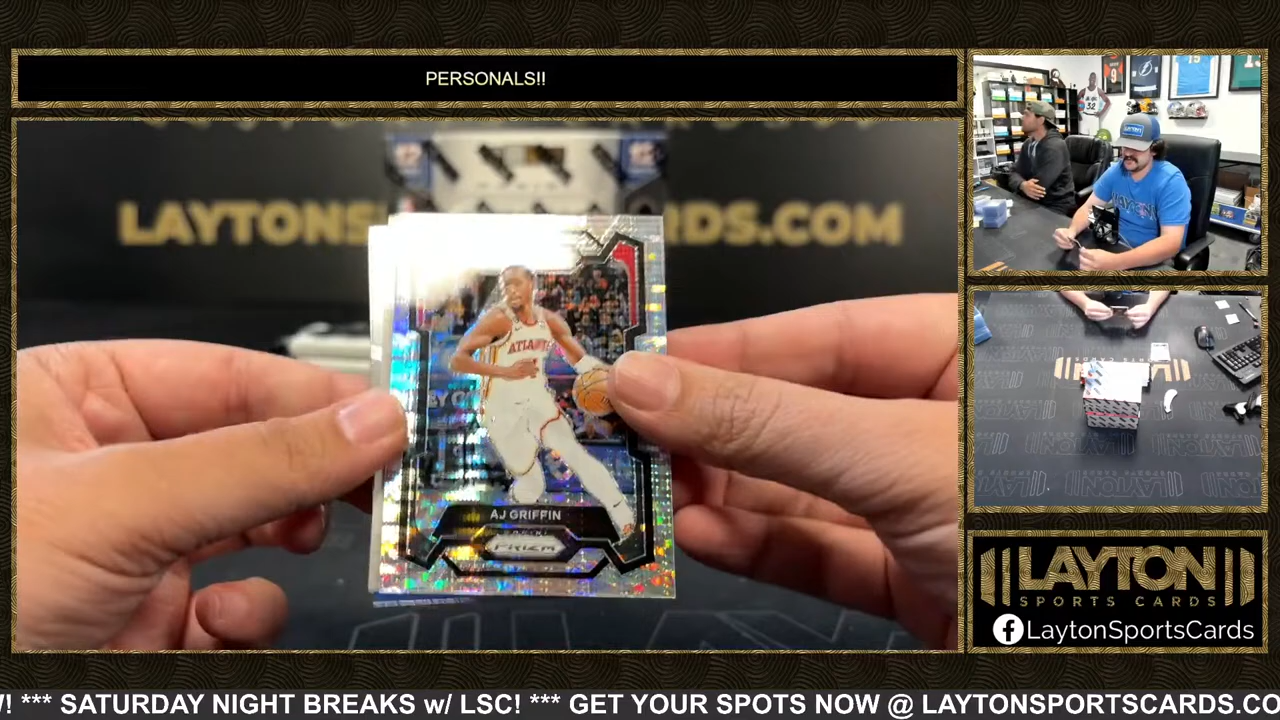 PERSONALS!!
LAYTONS RDS.COM
ATLANTA
AJ GRIFFIN
PANINI
PRIZM
LAYTON
SPORTS CARDS
LaytonSportsCards
W! *** SATURDAY NIGHT BREAKS w/ LSC! *** GET YOUR SPOTS NOW @ LAYTONSPORTSCARDS.CO